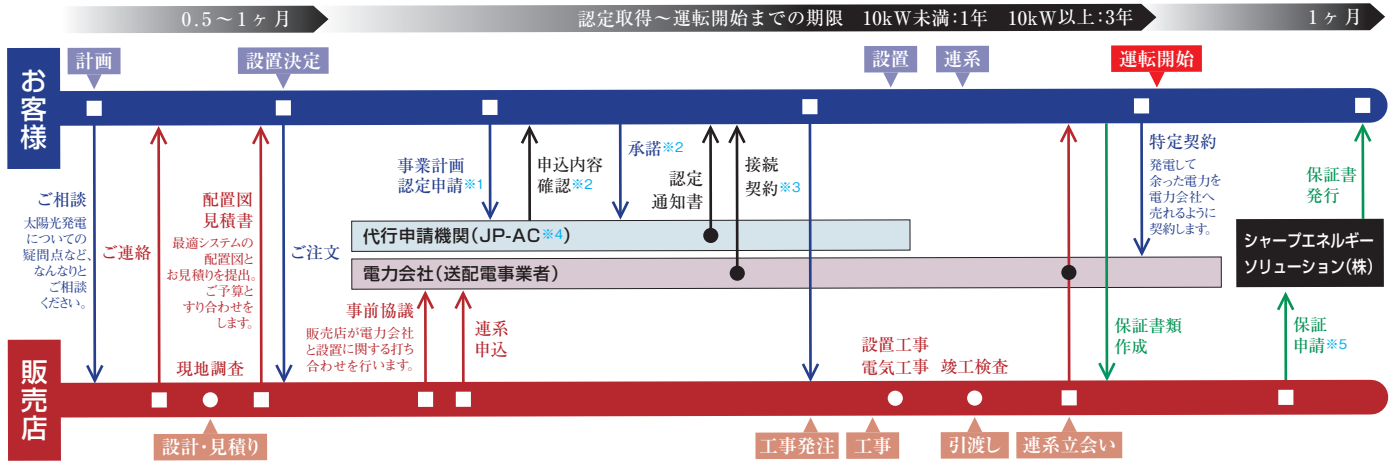 0.5～1ヶ月
認定取得～運転開始までの期限 10kW未満:1年 10kW以上:3年
1ヶ月
計画
設置決定
設置
連系
運転開始
お客様
ご相談
太陽光発電
についての
疑問点など、
なんなりと
ご相談
ください。
ご連絡
配置図
見積書
最適システムの
配置図と
お見積りを提出。
ご予算と
すり合わせを
します。
ご注文
事業計画
認定申請※1
申込内容
確認※2
承諾※2
認定
通知書
接続
契約※3
特定契約
発電して
余った電力を
電力会社へ
売れるように
契約します。
保証書
発行
代行申請機関(JP-AC※4)
電力会社(送配電事業者)
シャープエネルギー
ソリューション(株)
事前協議
販売店が電力会社
と設置に関する打ち
合わせを行います。
連系
申込
保証書類
作成
保証
申請※5
現地調査
設置工事
電気工事
竣工検査
販売店
設計・見積り
工事発注
工事
引渡し
連系立会い